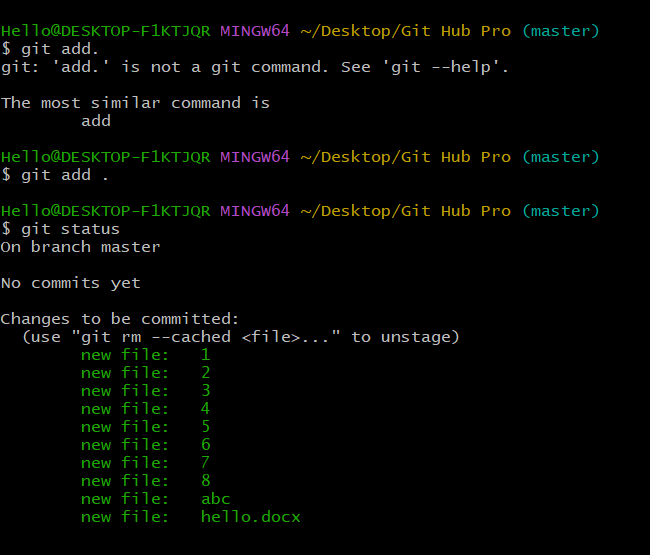 Hello@DESKTOP-F1KTJQR MINGW64 ~/Desktop/Git Hub Pro (master)
$ git add.
git: 'add.' is not a git command. See 'git --help'.

The most similar command is
        add

Hello@DESKTOP-F1KTJQR MINGW64 ~/Desktop/Git Hub Pro (master)
$ git add .

Hello@DESKTOP-F1KTJQR MINGW64 ~/Desktop/Git Hub Pro (master)
$ git status
On branch master

No commits yet

Changes to be committed:
  (use "git rm --cached <file>..." to unstage)
        new file:   1
        new file:   2
        new file:   3
        new file:   4
        new file:   5
        new file:   6
        new file:   7
        new file:   8
        new file:   abc
        new file:   hello.docx